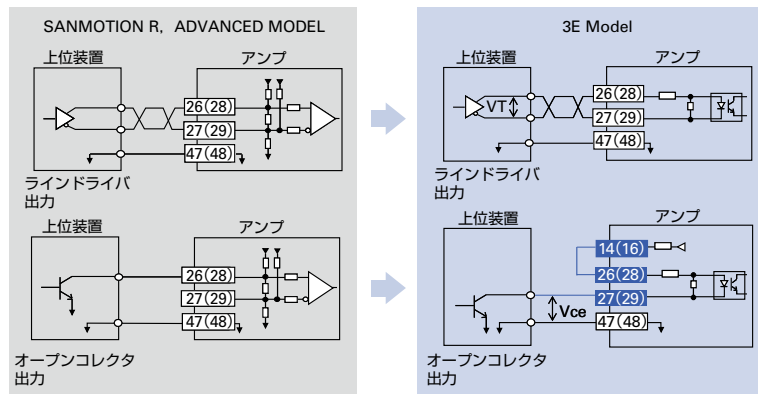 SANMOTION R, ADVANCED MODEL
上位装置
アンプ
26(28)
27(29)
47(48)
ラインドライバ
出力
上位装置
アンプ
26(28)
27(29)
47(48)
オープンコレクタ
出力
3E Model
上位装置
アンプ
VT
26(28)
27(29)
47(48)
ラインドライバ
出力
上位装置
アンプ
14(16)
26(28)
27(29)
Vce
47(48)
オープンコレクタ
出力